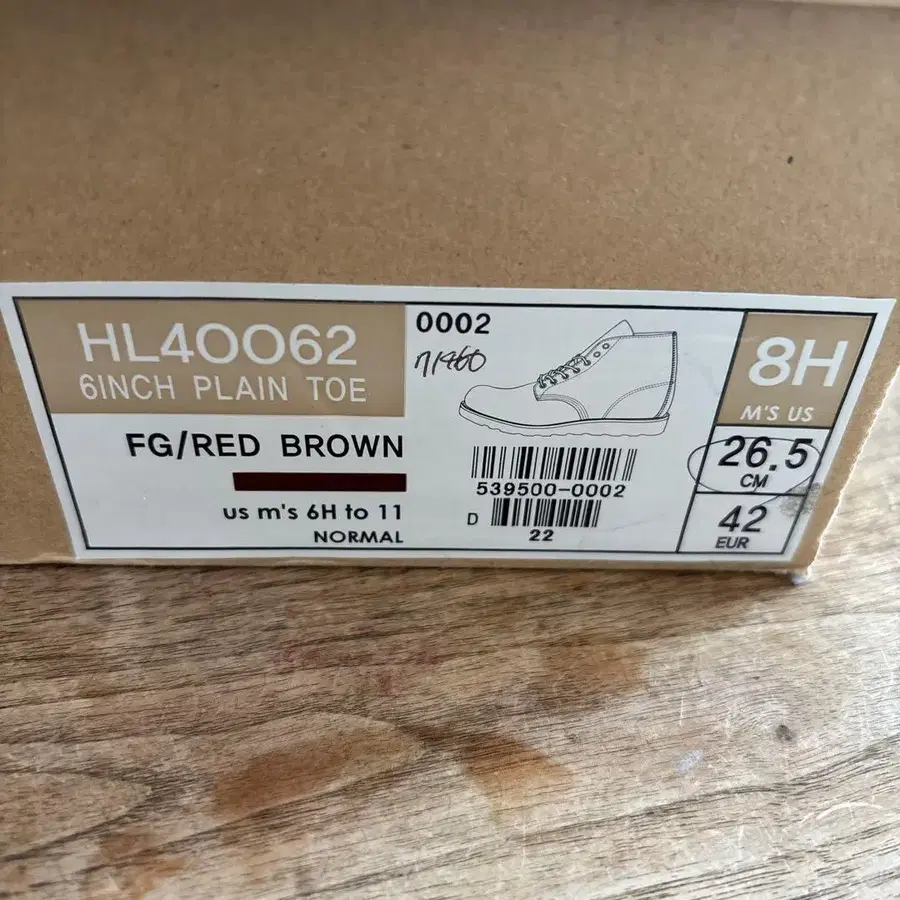 HL40062
6INCH PLAIN TOE
FG/RED BROWN
us m's 6H to 11
NORMAL
0002
71460
539500-0002
D
22
8H
M'S US
26.5
CM
42
EUR